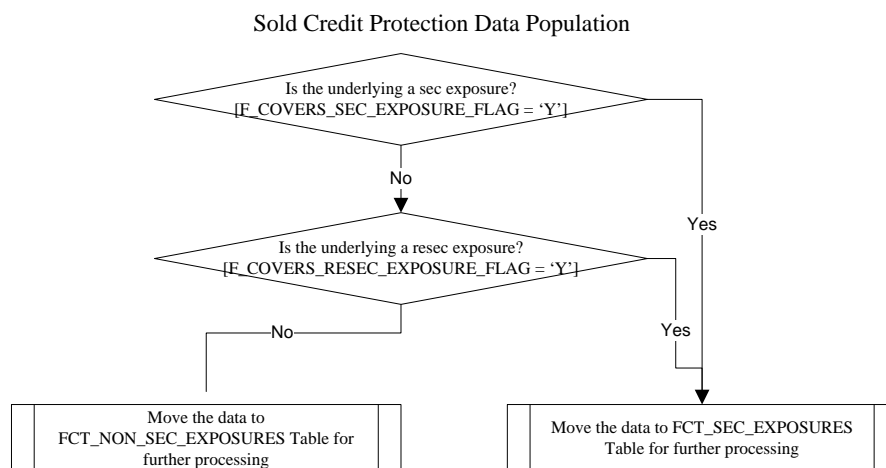 Sold Credit Protection Data Population
Is the underlying a sec exposure?
[F_COVERS_SEC_EXPOSURE_FLAG = ‘Y’]
No
Yes
Is the underlying a resec exposure?
[F_COVERS_RESEC_EXPOSURE_FLAG = ‘Y’]
No
Yes
Move the data to
FCT_NON_SEC_EXPOSURES Table for
further processing
Move the data to FCT_SEC_EXPOSURES
Table for further processing